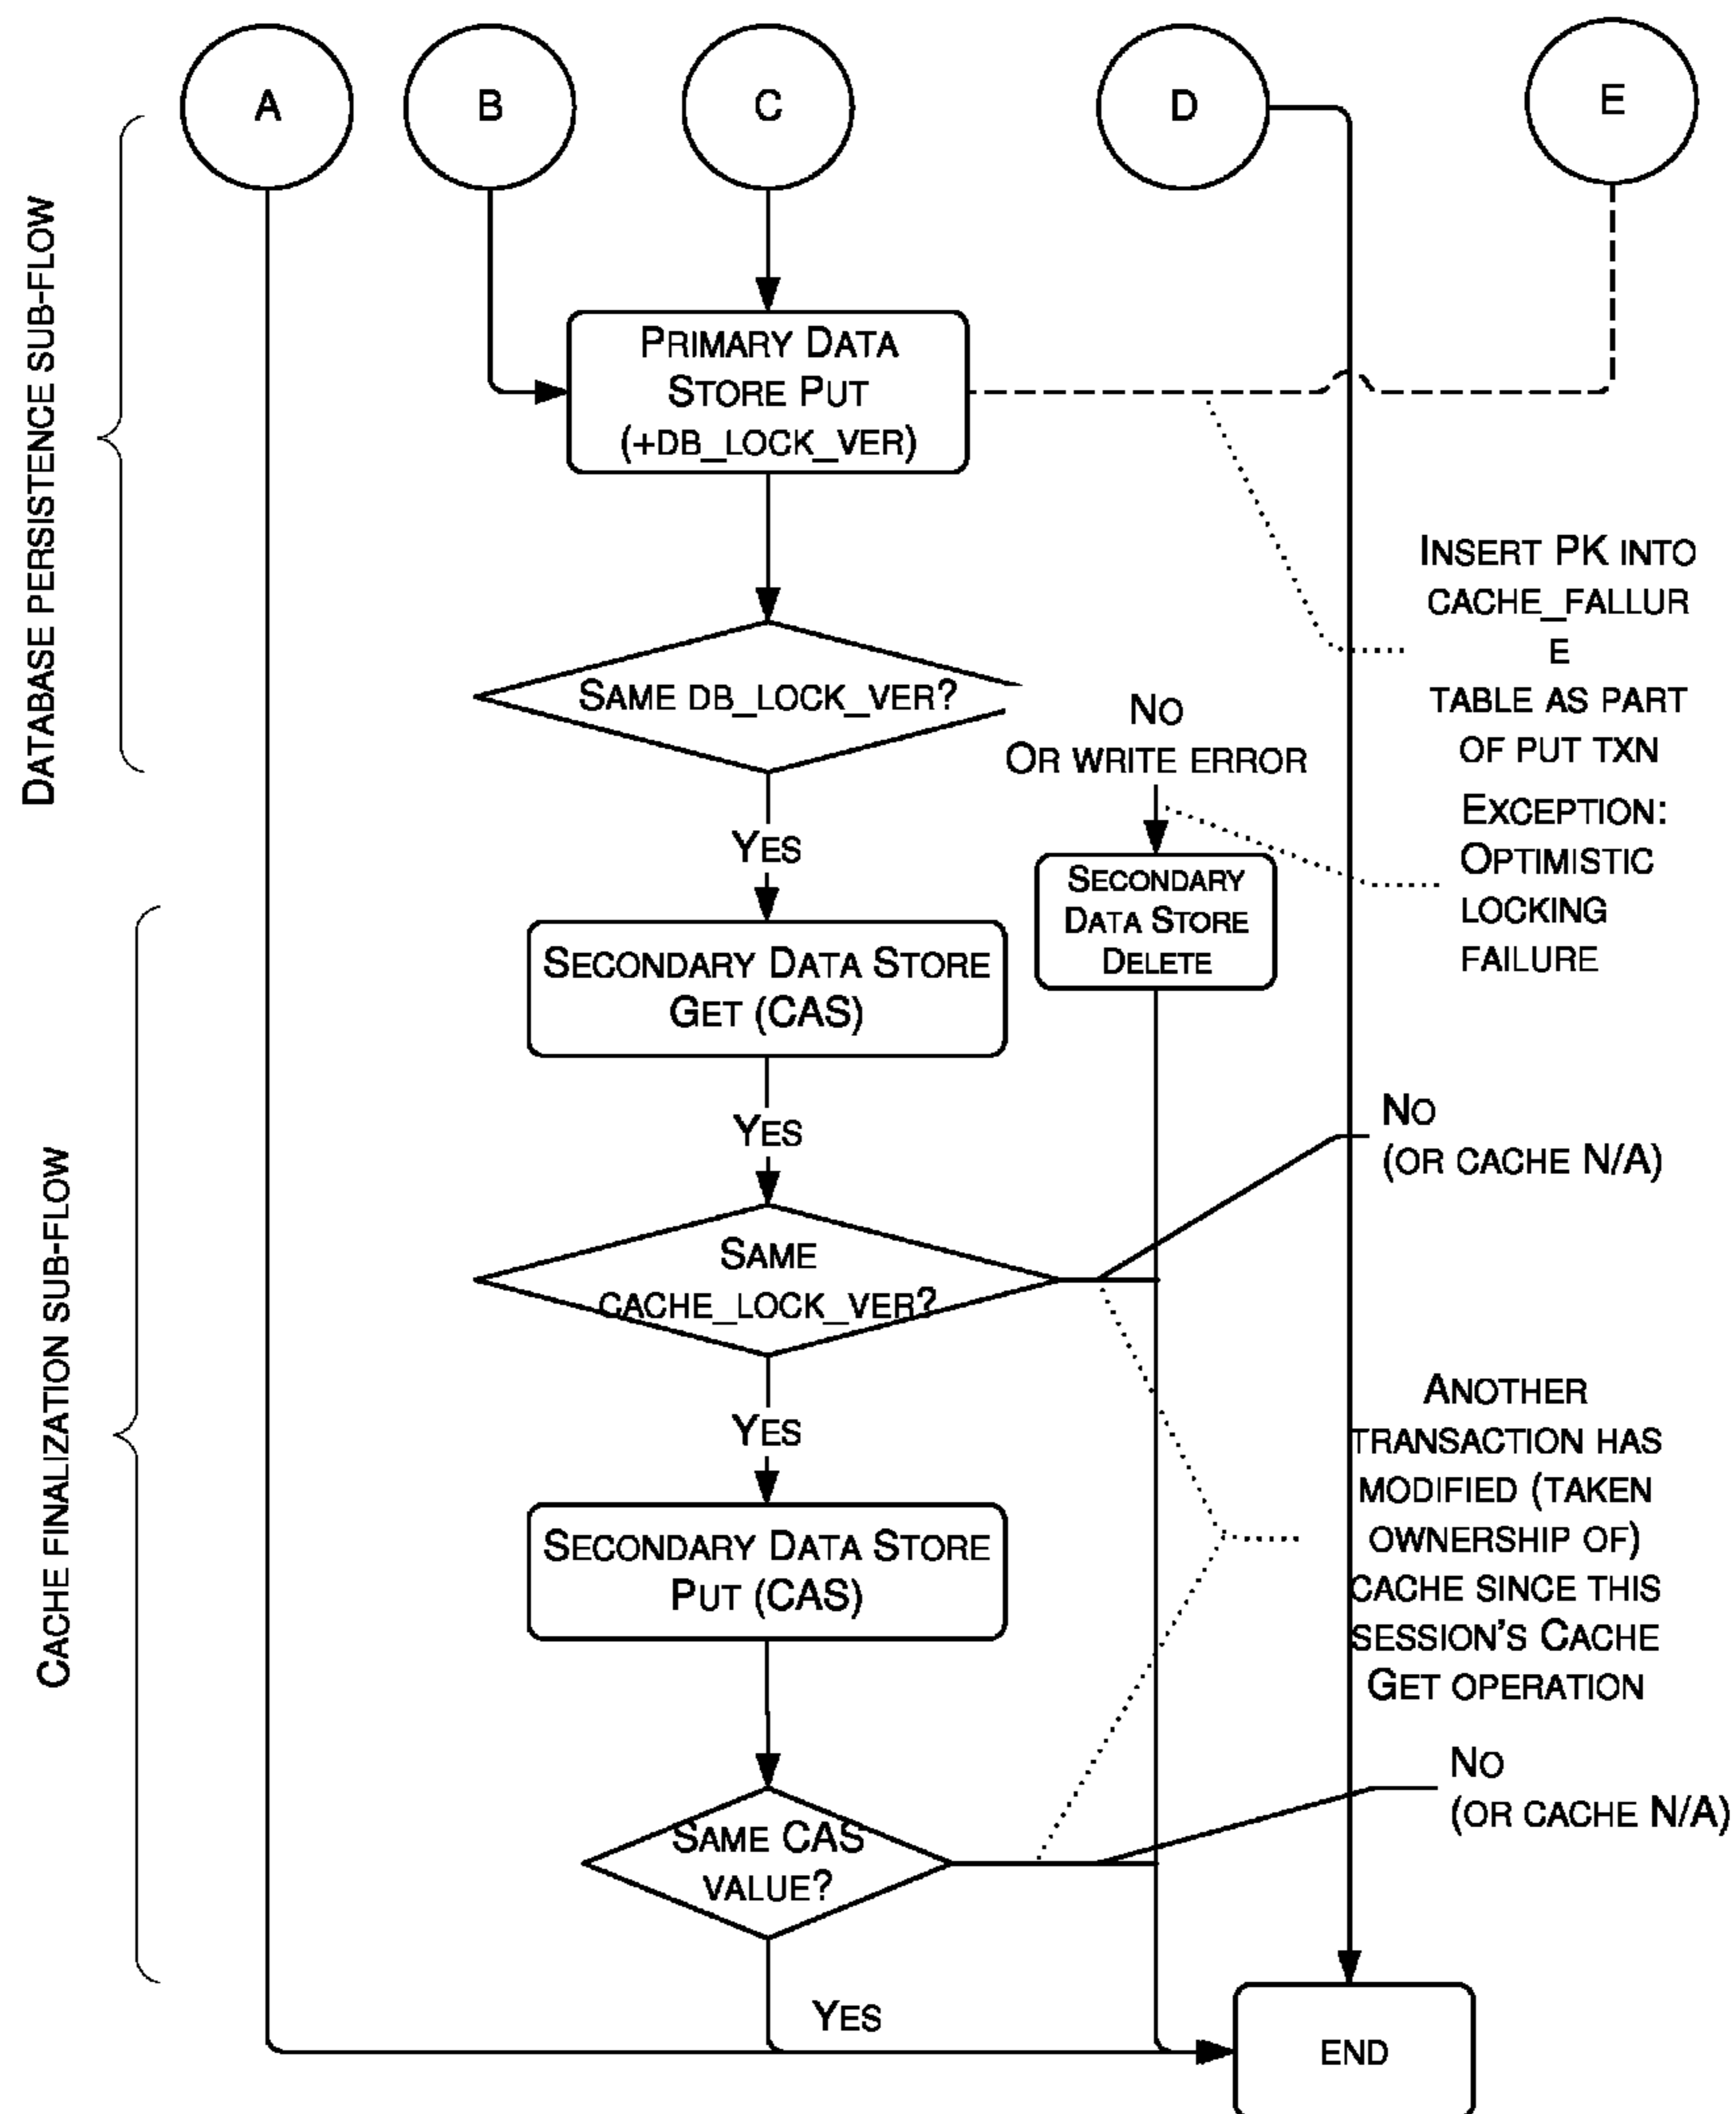 A
B
C
D
E
DATABASE PERSISTENCE SUB-FLOW
PRIMARY DATA
STORE PUT
(+DB_LOCK_VER)
INSERT PK INTO
CACHE_FALLUR
E
TABLE AS PART
OF PUT TXN
SAME DB_LOCK_VER?
NO
OR WRITE ERROR
EXCEPTION:
OPTIMISTIC
LOCKING
FAILURE
YES
SECONDARY
DATA STORE
DELETE
CACHE FINALIZATION SUB-FLOW
SECONDARY DATA STORE
GET (CAS)
YES
NO
(OR CACHE N/A)
SAME
CACHE_LOCK_VER?
YES
ANOTHER
TRANSACTION HAS
MODIFIED (TAKEN
OWNERSHIP OF)
CACHE SINCE THIS
SESSION'S CACHE
GET OPERATION
SECONDARY DATA STORE
PUT (CAS)
NO
(OR CACHE N/A)
SAME CAS
VALUE?
YES
END